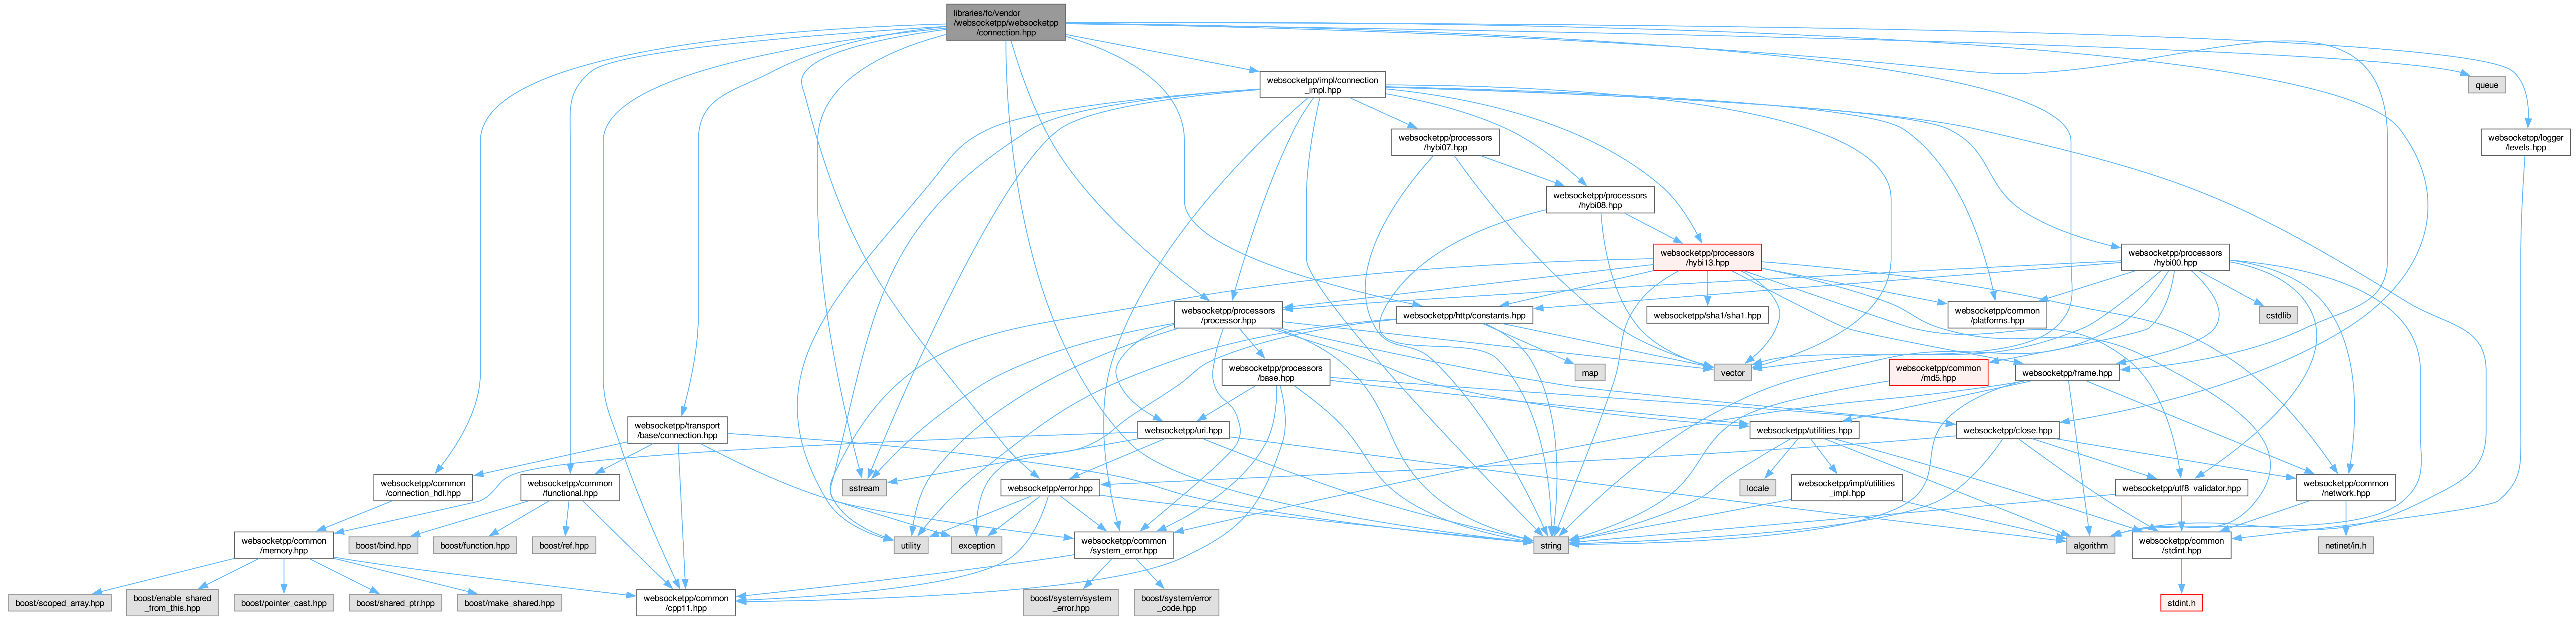 libraries/fc/vendor
/websocketpp/websocketpp
/connection.hpp
websocketpp/impl/connection
_impl.hpp
queue
websocketpp/processors
/hybi07.hpp
websocketpp/logger
/levels.hpp
websocketpp/processors
/hybi08.hpp
websocketpp/processors
/hybi13.hpp
websocketpp/processors
/hybi00.hpp
websocketpp/processors
/processor.hpp
websocketpp/http/constants.hpp
websocketpp/sha1/sha1.hpp
websocketpp/common
/platforms.hpp
cstdlib
websocketpp/processors
/base.hpp
map
vector
websocketpp/common
/md5.hpp
websocketpp/frame.hpp
websocketpp/transport
/base/connection.hpp
websocketpp/uri.hpp
websocketpp/utilities.hpp
websocketpp/close.hpp
websocketpp/common
/connection_hdl.hpp
websocketpp/common
/functional.hpp
sstream
websocketpp/error.hpp
locale
websocketpp/impl/utilities
_impl.hpp
websocketpp/utf8_validator.hpp
websocketpp/common
/network.hpp
websocketpp/common
/memory.hpp
boost/bind.hpp
boost/function.hpp
boost/ref.hpp
utility
exception
websocketpp/common
/system_error.hpp
string
algorithm
websocketpp/common
/stdint.hpp
netinet/in.h
boost/scoped_array.hpp
boost/enable_shared
_from_this.hpp
boost/pointer_cast.hpp
boost/shared_ptr.hpp
boost/make_shared.hpp
websocketpp/common
/cpp11.hpp
boost/system/system
_error.hpp
boost/system/error
_code.hpp
stdint.h